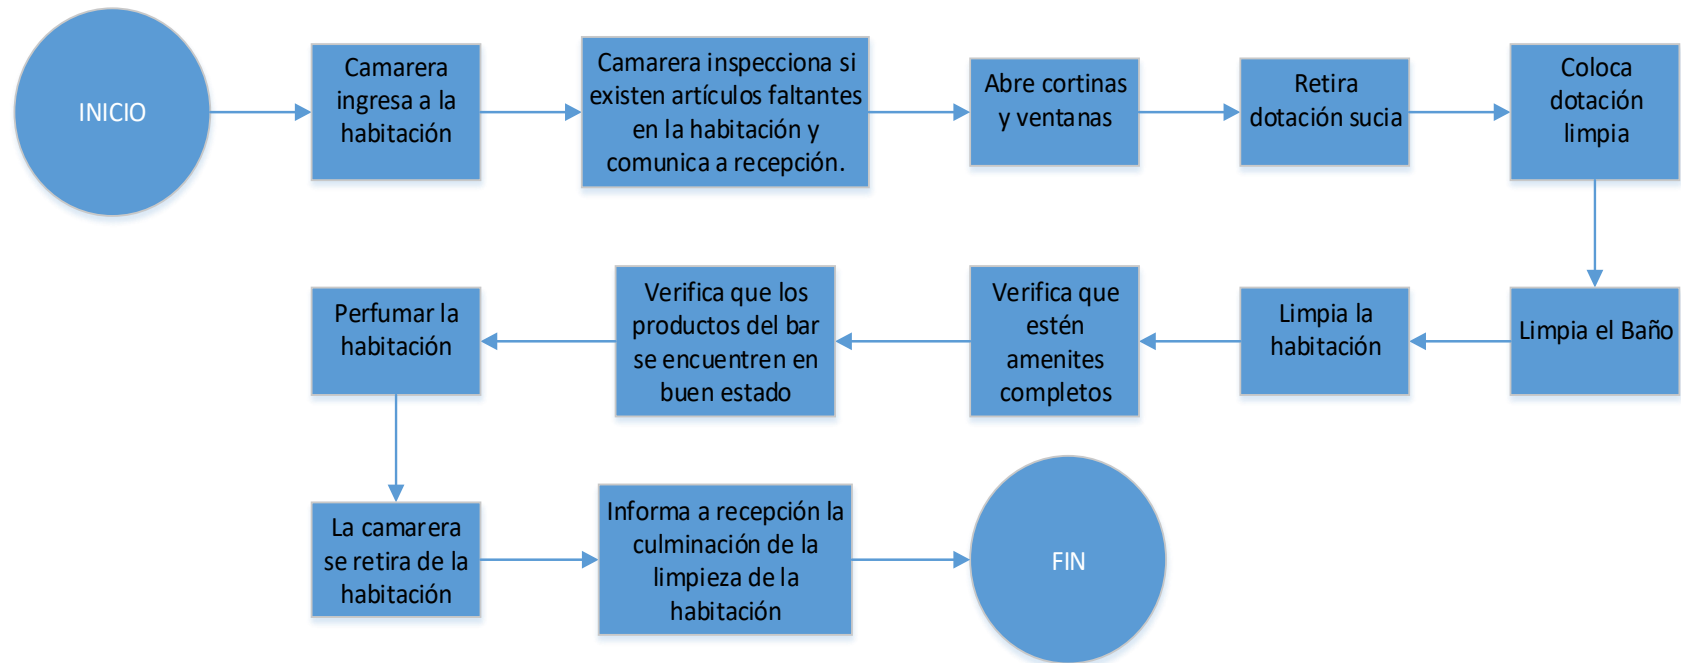 INICIO
Camarera
ingresa a la
habitación
Camarera inspecciona si
existen artículos faltantes
en la habitación y
comunica a recepción.
Abre cortinas
y ventanas
Retira
dotación sucia
Coloca
dotación
limpia
Limpia el Baño
Limpia la
habitación
Verifica que
estén
amenites
completos
Verifica que los
productos del bar
se encuentren en
buen estado
Perfumar la
habitación
La camarera
se retira de la
habitación
Informa a recepción la
culminación de la
limpieza de la
habitación
FIN